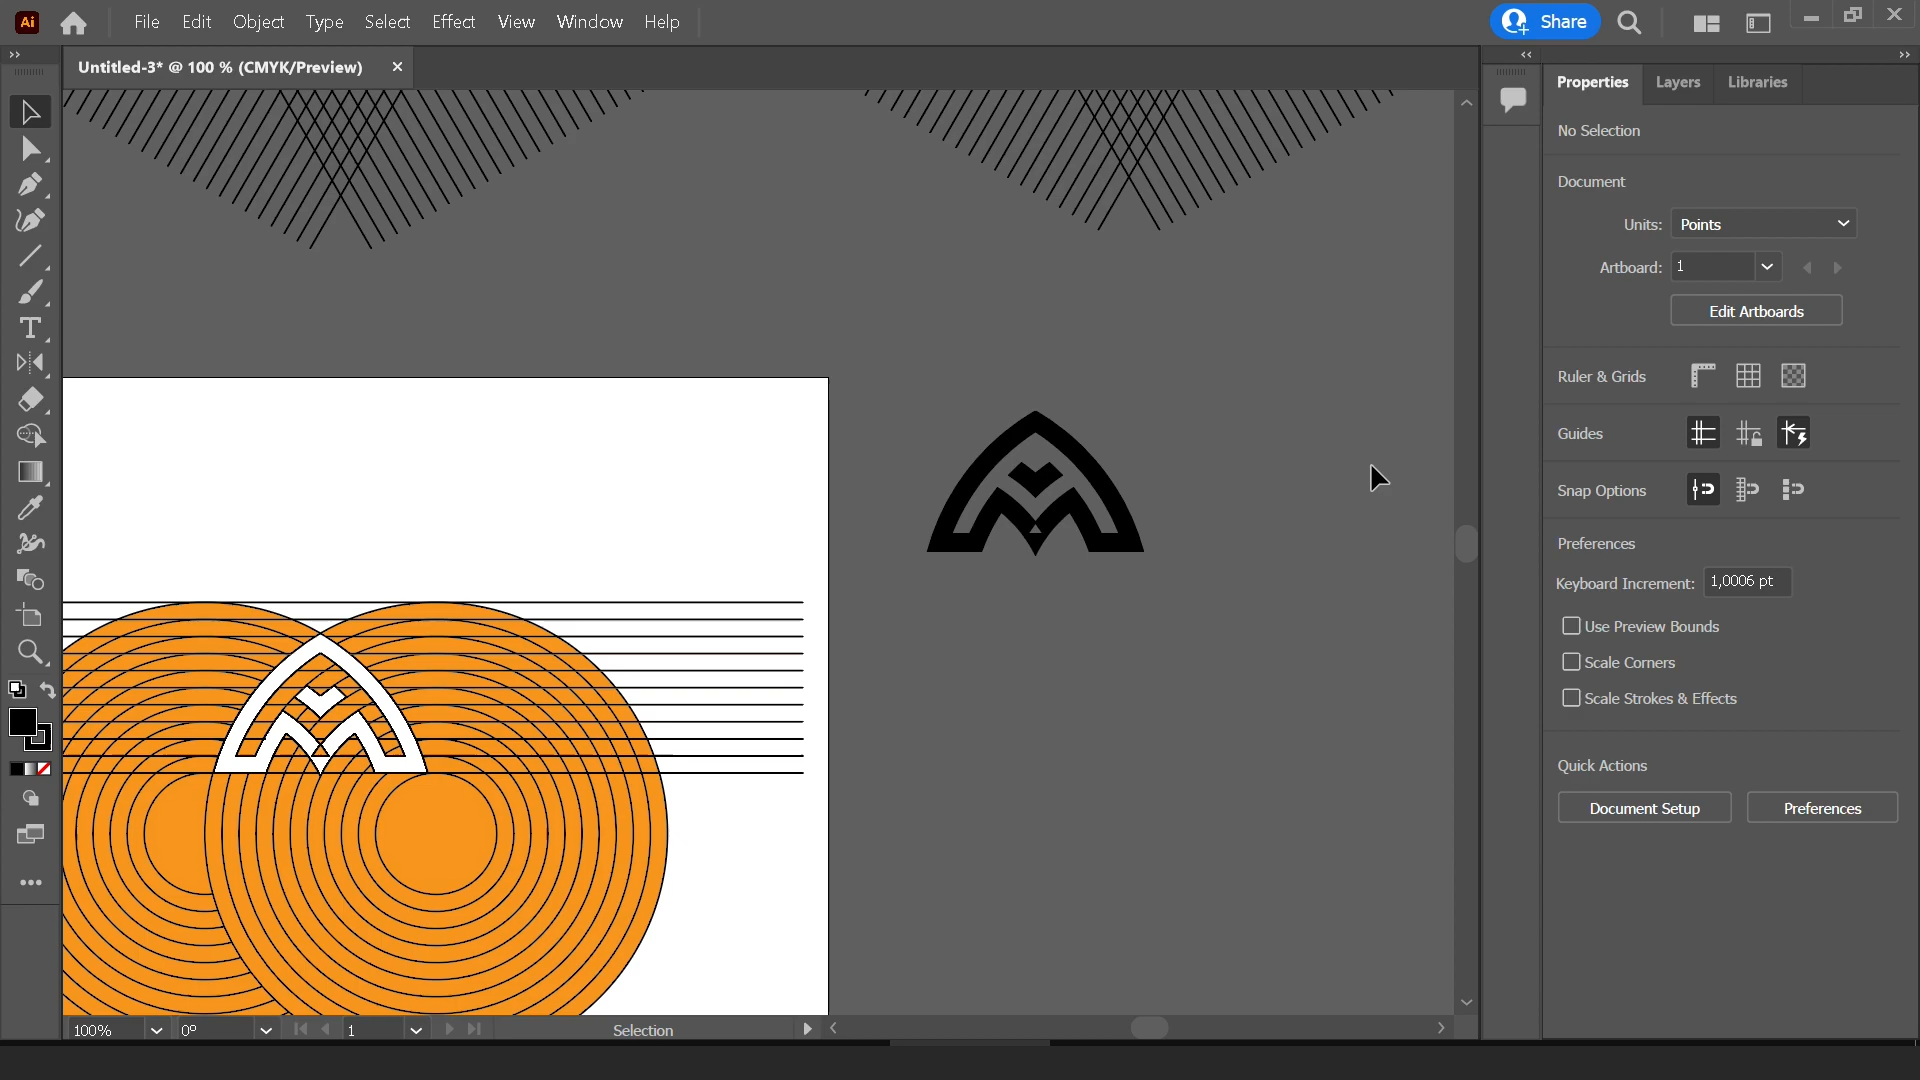 Ai File Edit Object Type Select Effect View Window Help Share
Untitled-3* @ 100 % (CMYK/Preview)
Properties Layers Libraries
No Selection
Document
Units: Points
Artboard: 1
Edit Artboards
Ruler & Grids
Guides
Snap Options
Preferences
Keyboard Increment: 1,0006 pt
Use Preview Bounds
Scale Corners
Scale Strokes & Effects
Quick Actions
Document Setup Preferences
100% 0° 1 Selection